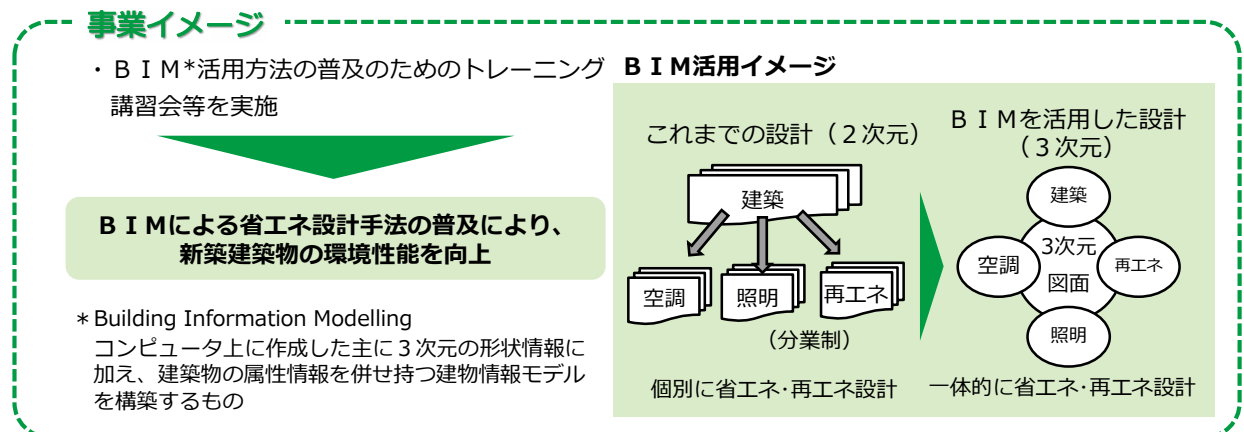 事業イメージ
・ＢＩＭ*活用方法の普及のためのトレーニング
講習会等を実施
ＢＩＭによる省エネ設計手法の普及により、
新築建築物の環境性能を向上
＊Building Information Modelling
コンピュータ上に作成した主に３次元の形状情報に
加え、建築物の属性情報を併せ持つ建物情報モデル
を構築するもの
ＢＩＭ活用イメージ
これまでの設計（２次元）
建築
空調
照明
再エネ
（分業制）
個別に省エネ･再エネ設計
ＢＩＭを活用した設計
（３次元）
建築
空調
3次元
図面
再エネ
照明
一体的に省エネ･再エネ設計